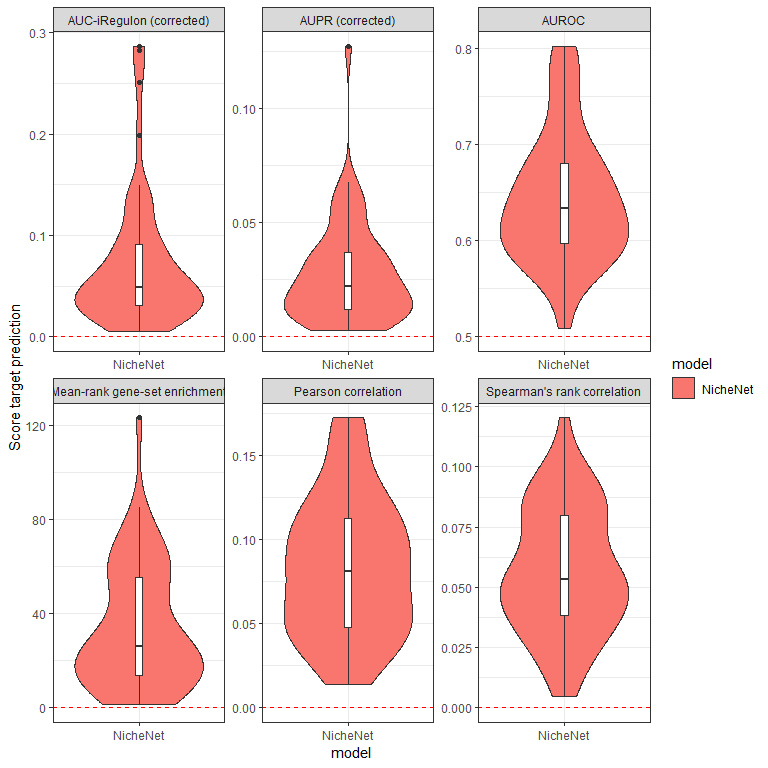 AUC-iRegulon (corrected)
AUPR (corrected)
AUROC
0.3
0.2
0.1
0.0
0.10
0.05
0.00
0.8
0.7
0.6
0.5
NicheNet
NicheNet
NicheNet
Score target prediction
Mean-rank gene-set enrichment
Pearson correlation
Spearman's rank correlation
120
80
40
0
0.15
0.10
0.05
0.00
0.125
0.100
0.075
0.050
0.025
0.000
NicheNet
NicheNet
NicheNet
model
model
NicheNet